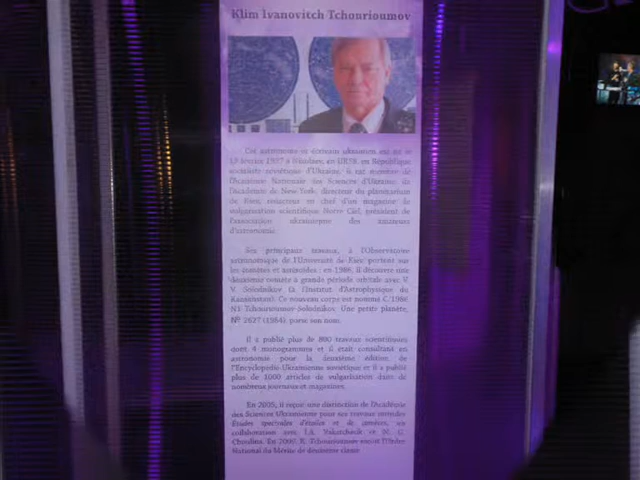 Klim Ivanovitch Tchourioumov
Cet astronome et écrivain ukrainien est né le
19 février 1937 à Nikolaev, en URSS, en République
socialiste soviétique d'Ukraine. Il est membre de
l'Académie Nationale des Sciences d'Ukraine, de
l'Académie de New-York, directeur du planétarium
de Kiev, rédacteur en chef d'un magazine de
vulgarisation scientifique Notre Ciel, président de
l'association ukrainienne des amateurs
d'astronomie.
Ses principaux travaux, à l'Observatoire
astronomique de l'Université de Kiev, portent sur
les comètes et astéroïdes : en 1986, il découvre une
deuxième comète à grande période orbitale avec V.
V. Solodnikov (à l'Institut d'Astrophysique du
Kazakhstan). Ce nouveau corps est nommé C/1986
N1 Tchourioumov-Solodnikov. Une petite planète,
N° 2627 (1984), porte son nom.
Il a publié plus de 800 travaux scientifiques
dont 4 monogrammes et il était consultant en
astronomie pour la deuxième édition de
l'Encyclopédie Ukrainienne soviétique et il a publié
plus de 1000 articles de vulgarisation dans de
nombreux journaux et magazines.
En 2005, il reçut une distinction de l'Académie
des Sciences Ukrainienne pour ses travaux intitulés
Études spectrales d'étoiles et de comètes, en
collaboration avec I.A. et N. G.
En 2006, K. Tchourioumov reçut l'Ordre
National du Mérite de deuxième classe.